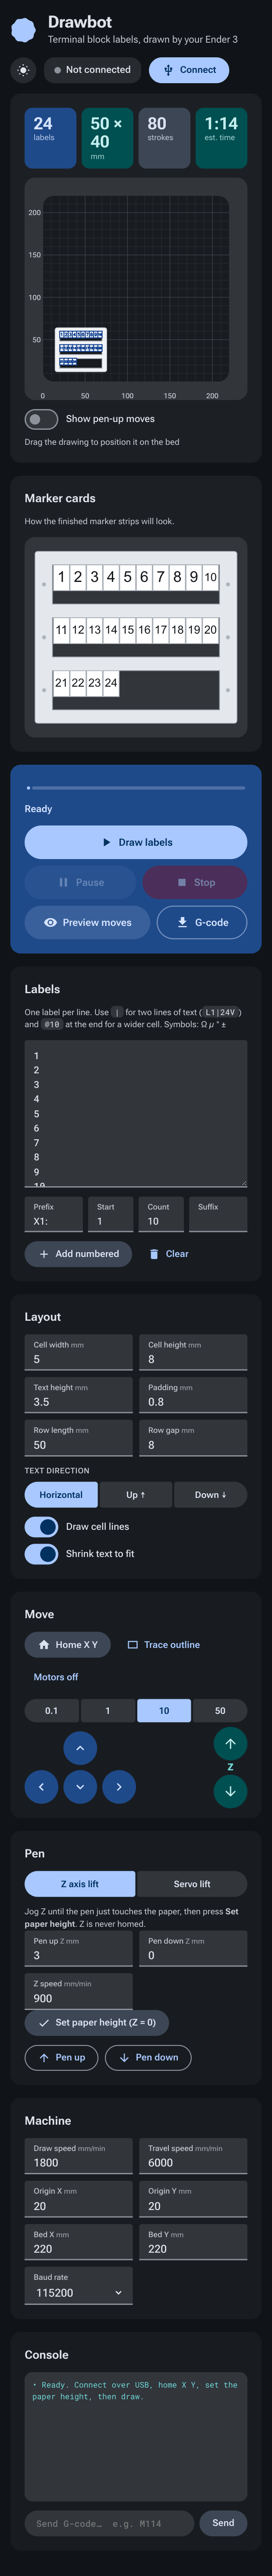 Drawbot
Terminal block labels, drawn by your Ender 3
Not connected
Connect
24
labels
50 ×
40
mm
80
strokes
1:14
est. time
200
150
100
50
0 50 100 150 200
Show pen-up moves
Drag the drawing to position it on the bed
Marker cards
How the finished marker strips will look.
1 2 3 4 5 6 7 8 9 10
11 12 13 14 15 16 17 18 19 20
21 22 23 24
Ready
Draw labels
Pause
Stop
Preview moves
G-code
Labels
One label per line. Use | for two lines of text ( L1|24V )
and @10 at the end for a wider cell. Symbols: Ω µ ° ±
1
2
3
4
5
6
7
8
9
10
Prefix
X1:
Start
1
Count
10
Suffix
Add numbered
Clear
Layout
Cell width mm
5
Cell height mm
8
Text height mm
3.5
Padding mm
0.8
Row length mm
50
Row gap mm
8
TEXT DIRECTION
Horizontal
Up ↑
Down ↓
Draw cell lines
Shrink text to fit
Move
Home X Y
Trace outline
Motors off
0.1
1
10
50
Z
Pen
Z axis lift
Servo lift
Jog Z until the pen just touches the paper, then press Set
paper height. Z is never homed.
Pen up Z mm
3
Pen down Z mm
0
Z speed mm/min
900
Set paper height (Z = 0)
Pen up
Pen down
Machine
Draw speed mm/min
1800
Travel speed mm/min
6000
Origin X mm
20
Origin Y mm
20
Bed X mm
220
Bed Y mm
220
Baud rate
115200
Console
• Ready. Connect over USB, home X Y, set the
paper height, then draw.
Send G-code… e.g. M114
Send